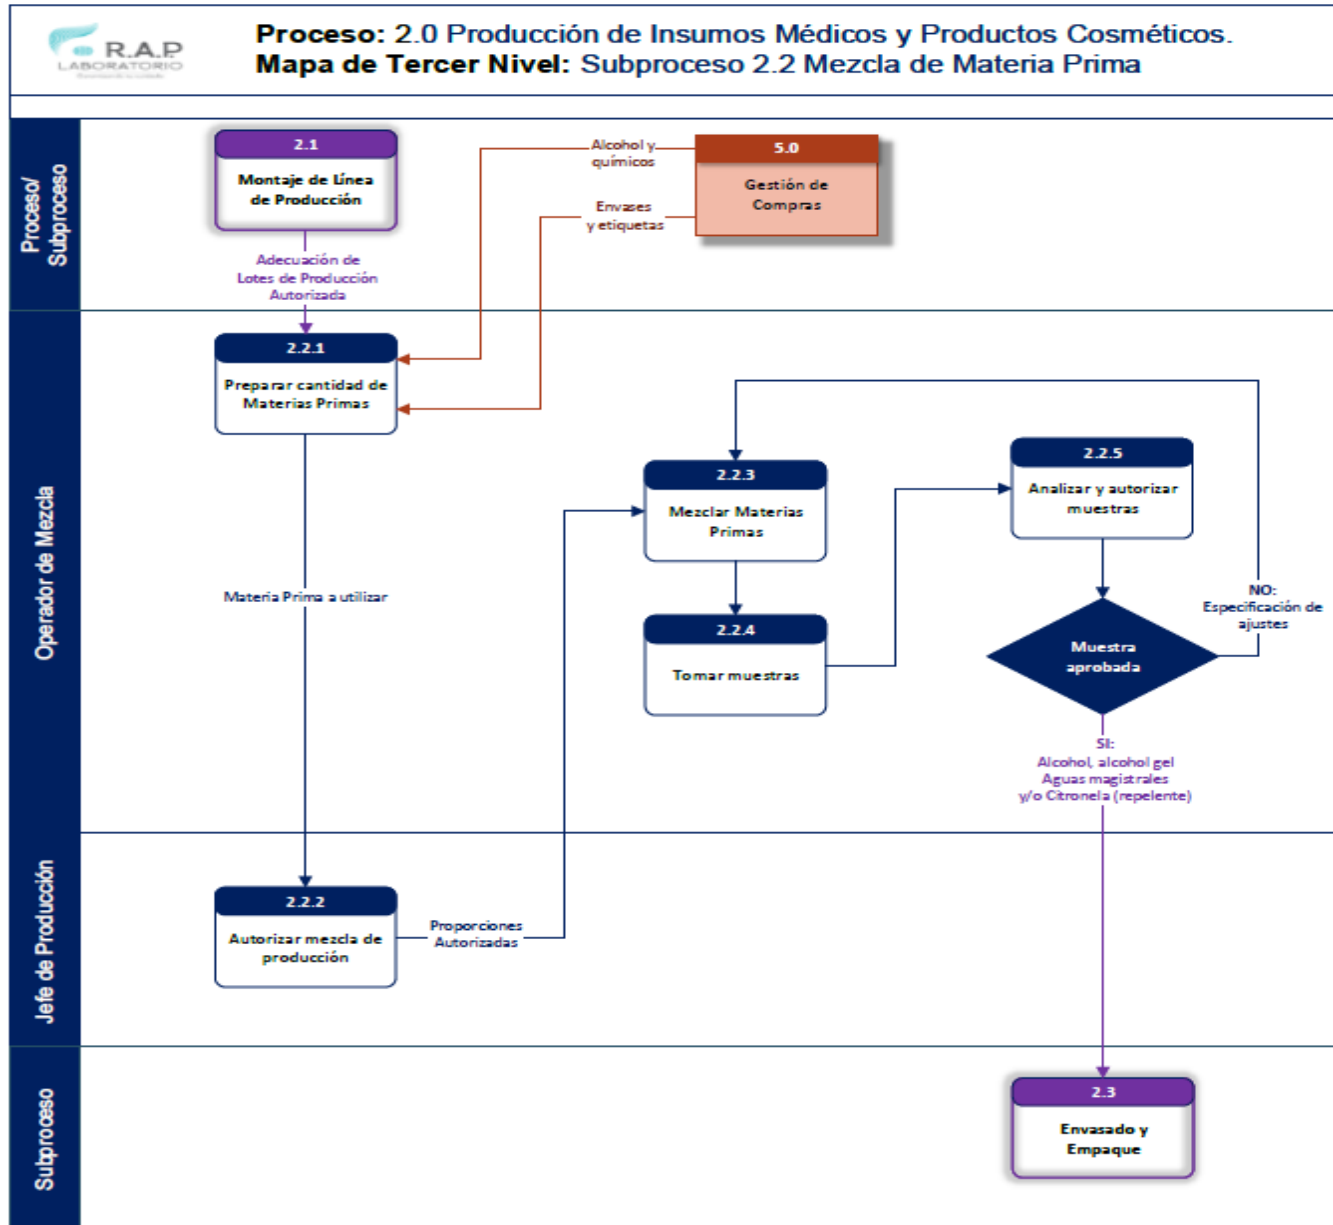 R.A.P
LABORATORIO
Proceso: 2.0 Producción de Insumos Médicos y Productos Cosméticos.
Mapa de Tercer Nivel: Subproceso 2.2 Mezcla de Materia Prima
Proceso/
Subproceso
2.1
Montaje de Línea
de Producción
Alcohol y
químicos
5.0
Gestión de
Compras
Envases
y etiquetas
Adecuación de
Lotes de Producción
Autorizada
Operador de Mezcla
2.2.1
Preparar cantidad de
Materias Primas
2.2.3
Mezclar Materias
Primas
2.2.5
Analizar y autorizar
muestras
Materia Prima a utilizar
NO:
Especificación de
ajustes
2.2.4
Tomar muestras
Muestra
aprobada
SI:
Alcohol, alcohol gel
Aguas magistrales
y/o Citronela (repelente)
Jefe de Producción
2.2.2
Autorizar mezcla de
producción
Proporciones
Autorizadas
Subproceso
2.3
Envasado y
Empaque